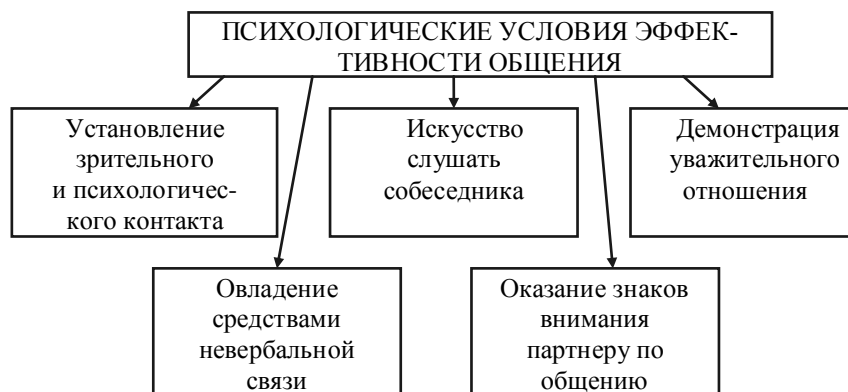 ПСИХОЛОГИЧЕСКИЕ УСЛОВИЯ ЭФФЕК-
ТИВНОСТИ ОБЩЕНИЯ
Установление
зрительного
и психологичес-
кого контакта
Искусство
слушать
собеседника
Демонстрация
уважительного
отношения
Овладение
средствами
невербальной
связи
Оказание знаков
внимания
партнеру по
общению